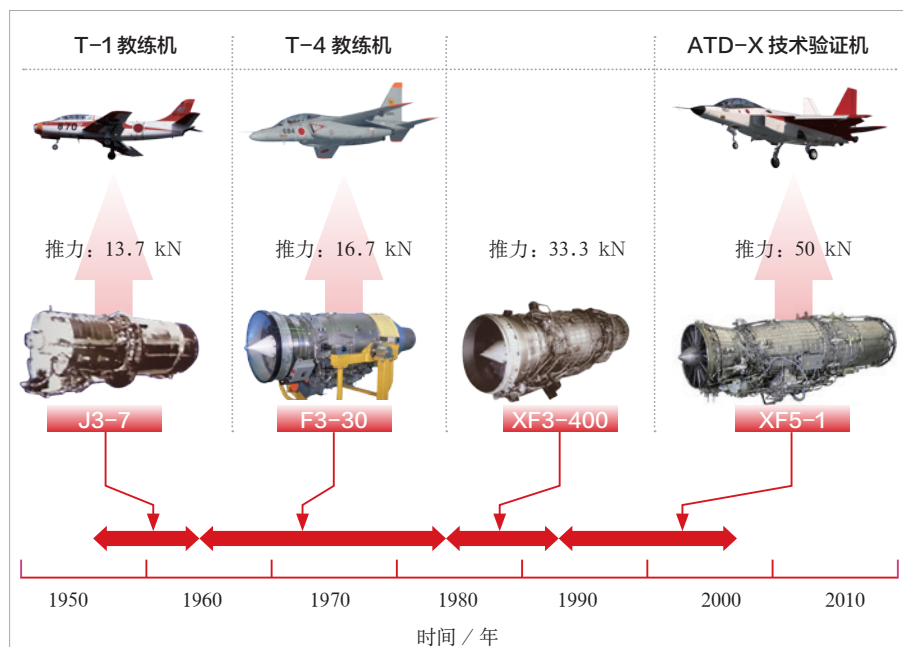 T-1 教练机
T-4 教练机
ATD-X 技术验证机
870
推力：13.7 kN
推力：16.7 kN
推力：33.3 kN
推力：50 kN
J3-7
F3-30
XF3-400
XF5-1
1950 1960 1970 1980 1990 2000 2010
时间 / 年